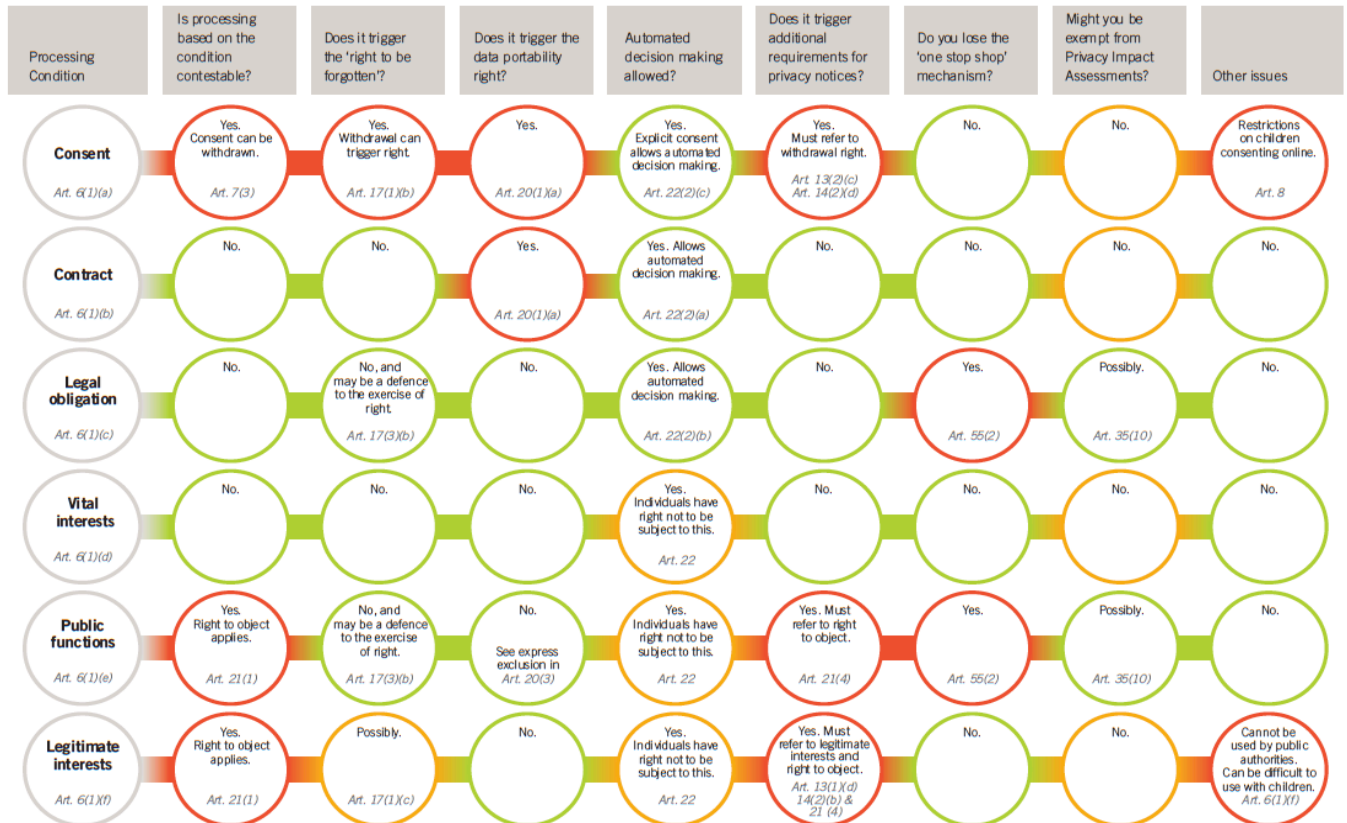 Processing
Condition
Is processing
based on the
condition
contestable?
Does it trigger
the ‘right to be
forgotten’?
Does it trigger the
data portability
right?
Automated
decision making
allowed?
Does it trigger
additional
requirements for
privacy notices?
Do you lose the
‘one stop shop’
mechanism?
Might you be
exempt from
Privacy Impact
Assessments?
Other issues
Consent
Art. 6(1)(a)
Yes.
Consent can be
withdrawn.
Art. 7(3)
Yes.
Withdrawal can
trigger right.
Art. 17(1)(b)
Yes.
Art. 20(1)(a)
Yes.
Explicit consent
allows automated
decision making.
Art. 22(2)(c)
Yes.
Must refer to
withdrawal right.
Art. 13(2)(c)
Art. 14(2)(d)
No.
No.
Restrictions
on children
consenting online.
Art. 8
Contract
Art. 6(1)(b)
No.
No.
Yes.
Art. 20(1)(a)
Yes. Allows
automated
decision making.
Art. 22(2)(a)
No.
No.
No.
No.
Legal
obligation
Art. 6(1)(c)
No.
No, and
may be a defence
to the exercise of
right.
Art. 17(3)(b)
No.
Yes. Allows
automated
decision making.
Art. 22(2)(b)
No.
Yes.
Art. 55(2)
Possibly.
Art. 35(10)
No.
Vital
interests
Art. 6(1)(d)
No.
No.
No.
Yes.
Individuals have
right not to be
subject to this.
Art. 22
No.
No.
No.
No.
Public
functions
Art. 6(1)(e)
Yes.
Right to object
applies.
Art. 21(1)
No, and
may be a defence
to the exercise
of right.
Art. 17(3)(b)
No.
See express
exclusion in
Art. 20(3)
Yes.
Individuals have
right not to be
subject to this.
Art. 22
Yes. Must
refer to right
to object.
Art. 21(4)
Yes.
Art. 55(2)
Possibly.
Art. 35(10)
No.
Legitimate
interests
Art. 6(1)(f)
Yes.
Right to object
applies.
Art. 21(1)
Possibly.
Art. 17(1)(c)
No.
Yes.
Individuals have
right not to be
subject to this.
Art. 22
Yes. Must
refer to legitimate
interests and
right to object.
Art. 13(1)(d)
14(2)(b) &
21 (4)
No.
No.
Cannot be
used by public
authorities.
Can be difficult to
use with children.
Art. 6(1)(f)